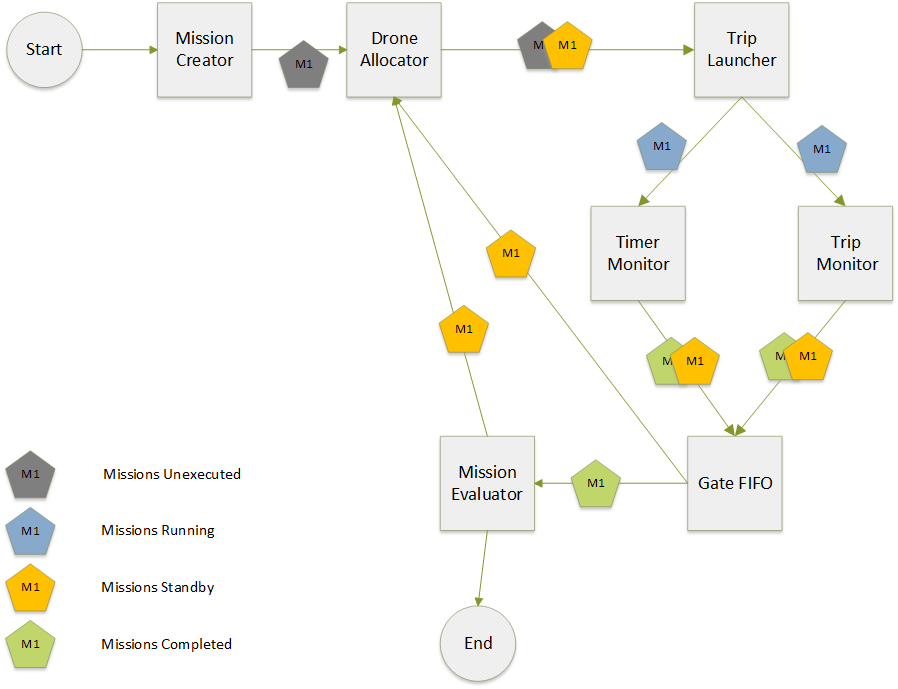 Start
Mission
Creator
M1
Drone
Allocator
M
M1
Trip
Launcher
M1
M1
Timer
Monitor
Trip
Monitor
M1
M1
M
M1
M
M1
Mission
Evaluator
M1
Gate FIFO
M1
Missions Unexecuted
M1
Missions Running
M1
Missions Standby
M1
Missions Completed
End